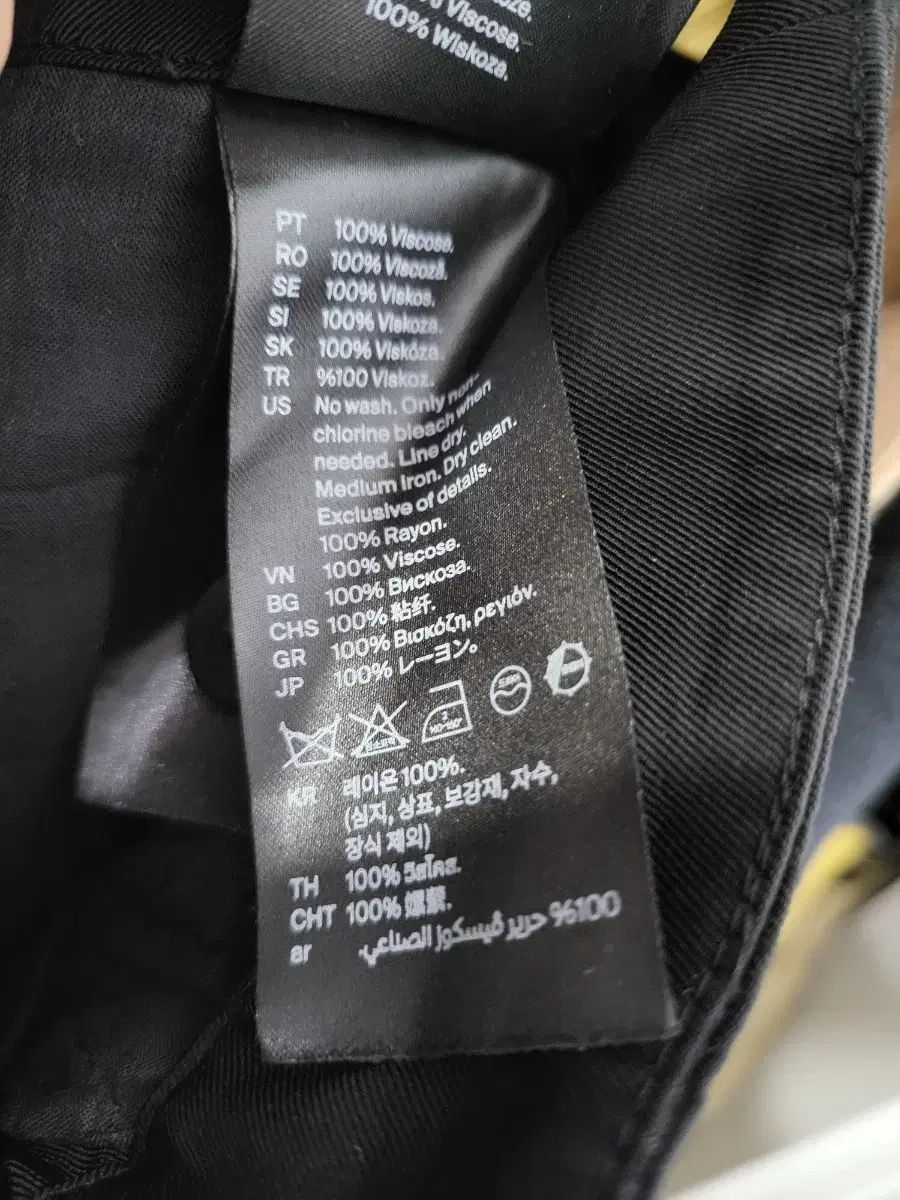 100% Viscose.
100% Wiskoza.
PT 100% Viscose.
RO 100% Viscoză.
SE 100% Viskos.
SI 100% Viskoza.
SK 100% Viskóza.
TR %100 Viskoz.
US No wash. Only non-
chlorine bleach when
needed. Line dry.
Medium Iron. Dry clean.
Exclusive of details.
100% Rayon.
VN 100% Viscose.
BG 100% Вискоза.
CHS 100% 黏纤.
GR 100% Βισκόζη, ρεγιόν.
JP 100% レーヨン。
KR 레이온 100%.
(심지, 상표, 보강재, 자수,
장식 제외)
TH 100% วิสโคส.
CHT 100% 嫘縈.
ar %100 حرير ڤيسكوز الصناعي.